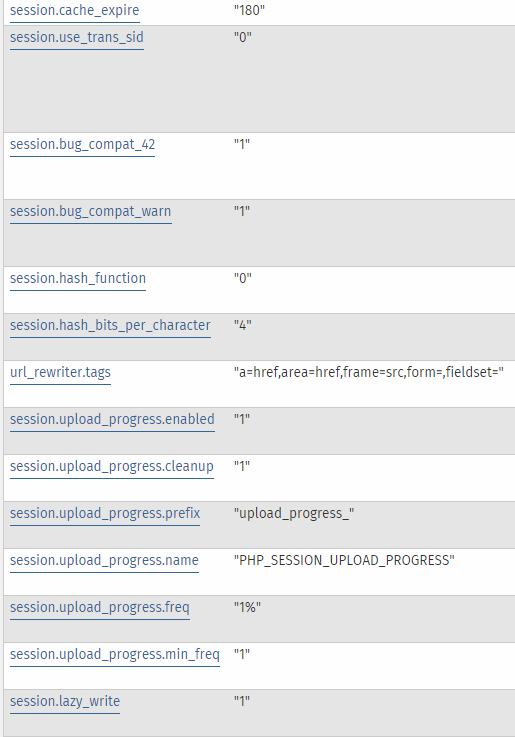 session.cache_expire "180"
session.use_trans_sid "0"
session.bug_compat_42 "1"
session.bug_compat_warn "1"
session.hash_function "0"
session.hash_bits_per_character "4"
url_rewriter.tags "a=href,area=href,frame=src,form=,fieldset="
session.upload_progress.enabled "1"
session.upload_progress.cleanup "1"
session.upload_progress.prefix "upload_progress_"
session.upload_progress.name "PHP_SESSION_UPLOAD_PROGRESS"
session.upload_progress.freq "1%"
session.upload_progress.min_freq "1"
session.lazy_write "1"